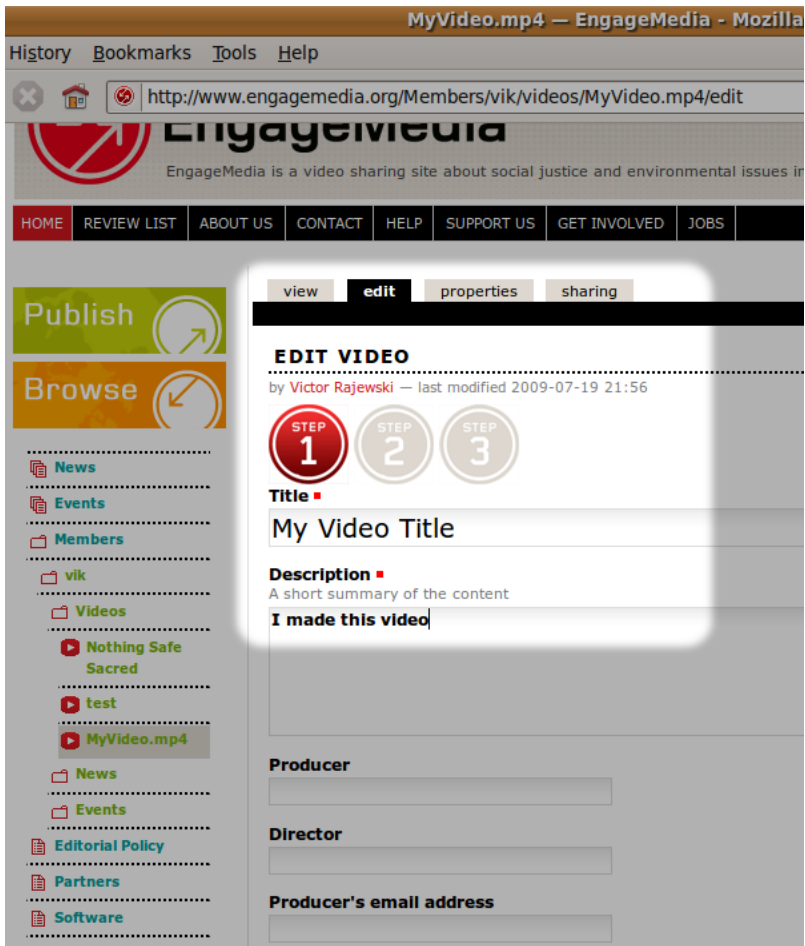 MyVideo.mp4 — EngageMedia - Mozilla
History Bookmarks Tools Help
http://www.engagemedia.org/Members/vik/videos/MyVideo.mp4/edit
EngageMedia
EngageMedia is a video sharing site about social justice and environmental issues in
HOME REVIEW LIST ABOUT US CONTACT HELP SUPPORT US GET INVOLVED JOBS
view edit properties sharing
Publish
Browse
News
Events
Members
vik
Videos
Nothing Safe
Sacred
test
MyVideo.mp4
News
Events
Editorial Policy
Partners
Software
EDIT VIDEO
by Victor Rajewski — last modified 2009-07-19 21:56
STEP 1 STEP 2 STEP 3
Title
My Video Title
Description
A short summary of the content
I made this video
Producer
Director
Producer's email address